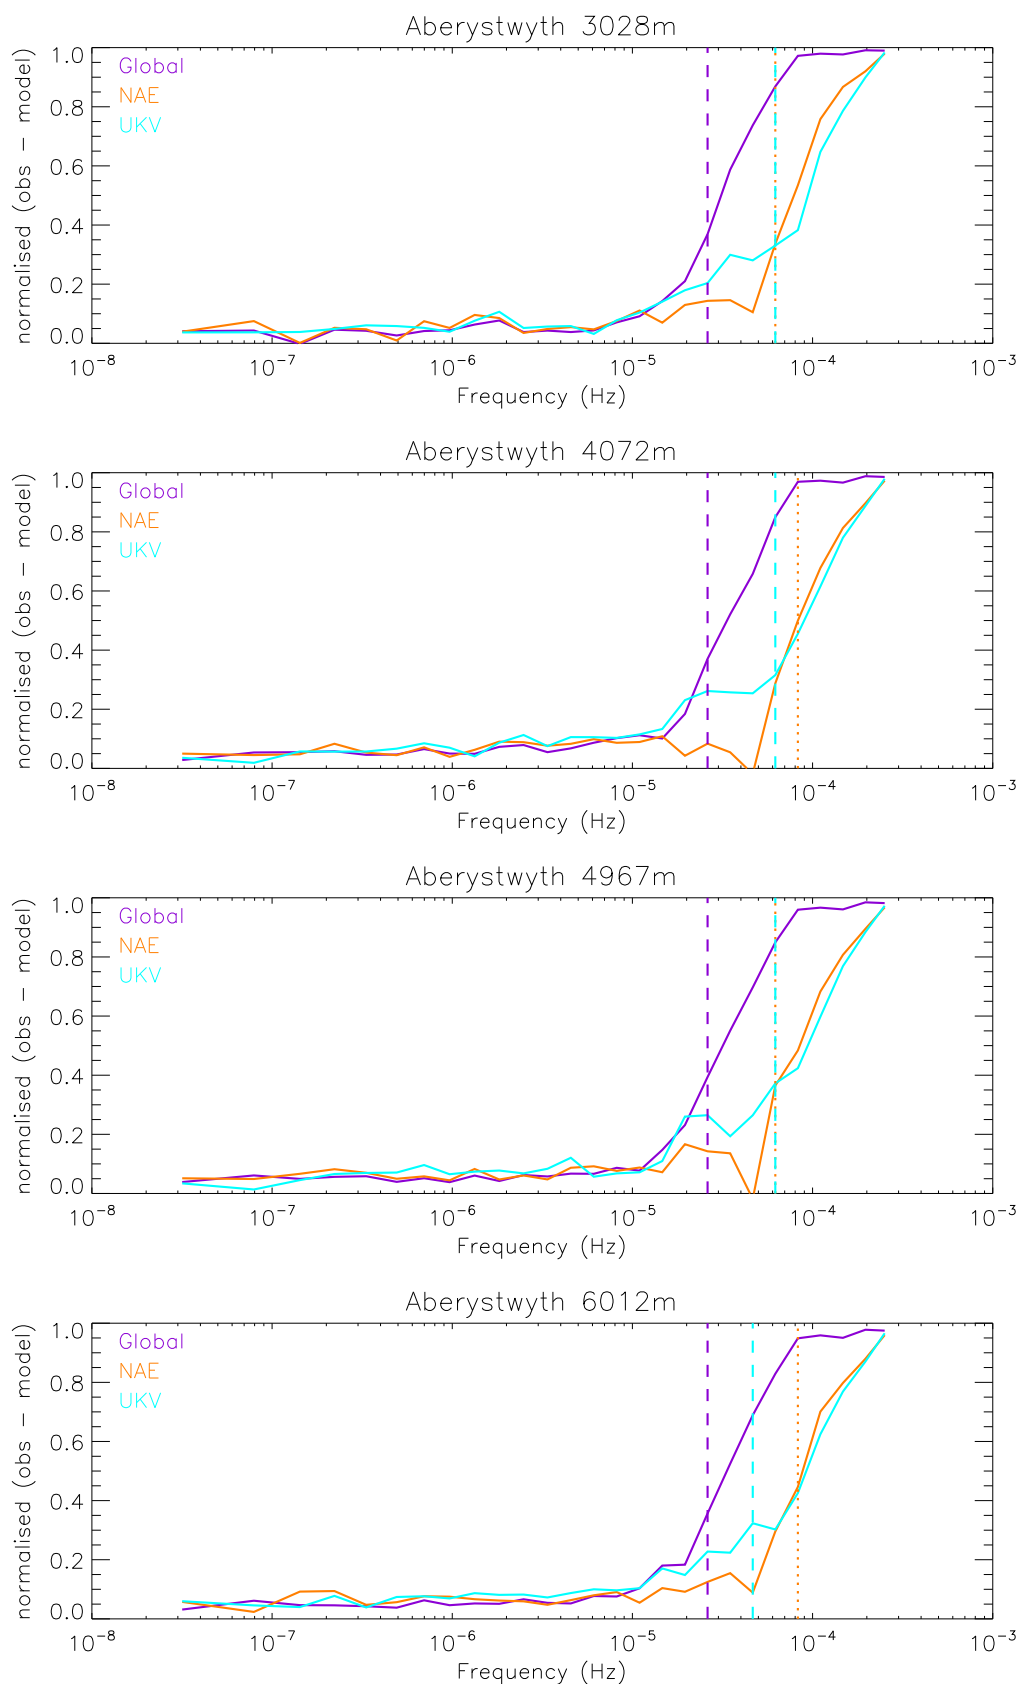 Aberystwyth 3028m
normalised (obs − model)
1.0
0.8
0.6
0.4
0.2
0.0
Global
NAE
UKV
10⁻⁸ 10⁻⁷ 10⁻⁶ 10⁻⁵ 10⁻⁴ 10⁻³
Frequency (Hz)
Aberystwyth 4072m
normalised (obs − model)
1.0
0.8
0.6
0.4
0.2
0.0
Global
NAE
UKV
10⁻⁸ 10⁻⁷ 10⁻⁶ 10⁻⁵ 10⁻⁴ 10⁻³
Frequency (Hz)
Aberystwyth 4967m
normalised (obs − model)
1.0
0.8
0.6
0.4
0.2
0.0
Global
NAE
UKV
10⁻⁸ 10⁻⁷ 10⁻⁶ 10⁻⁵ 10⁻⁴ 10⁻³
Frequency (Hz)
Aberystwyth 6012m
normalised (obs − model)
1.0
0.8
0.6
0.4
0.2
0.0
Global
NAE
UKV
10⁻⁸ 10⁻⁷ 10⁻⁶ 10⁻⁵ 10⁻⁴ 10⁻³
Frequency (Hz)